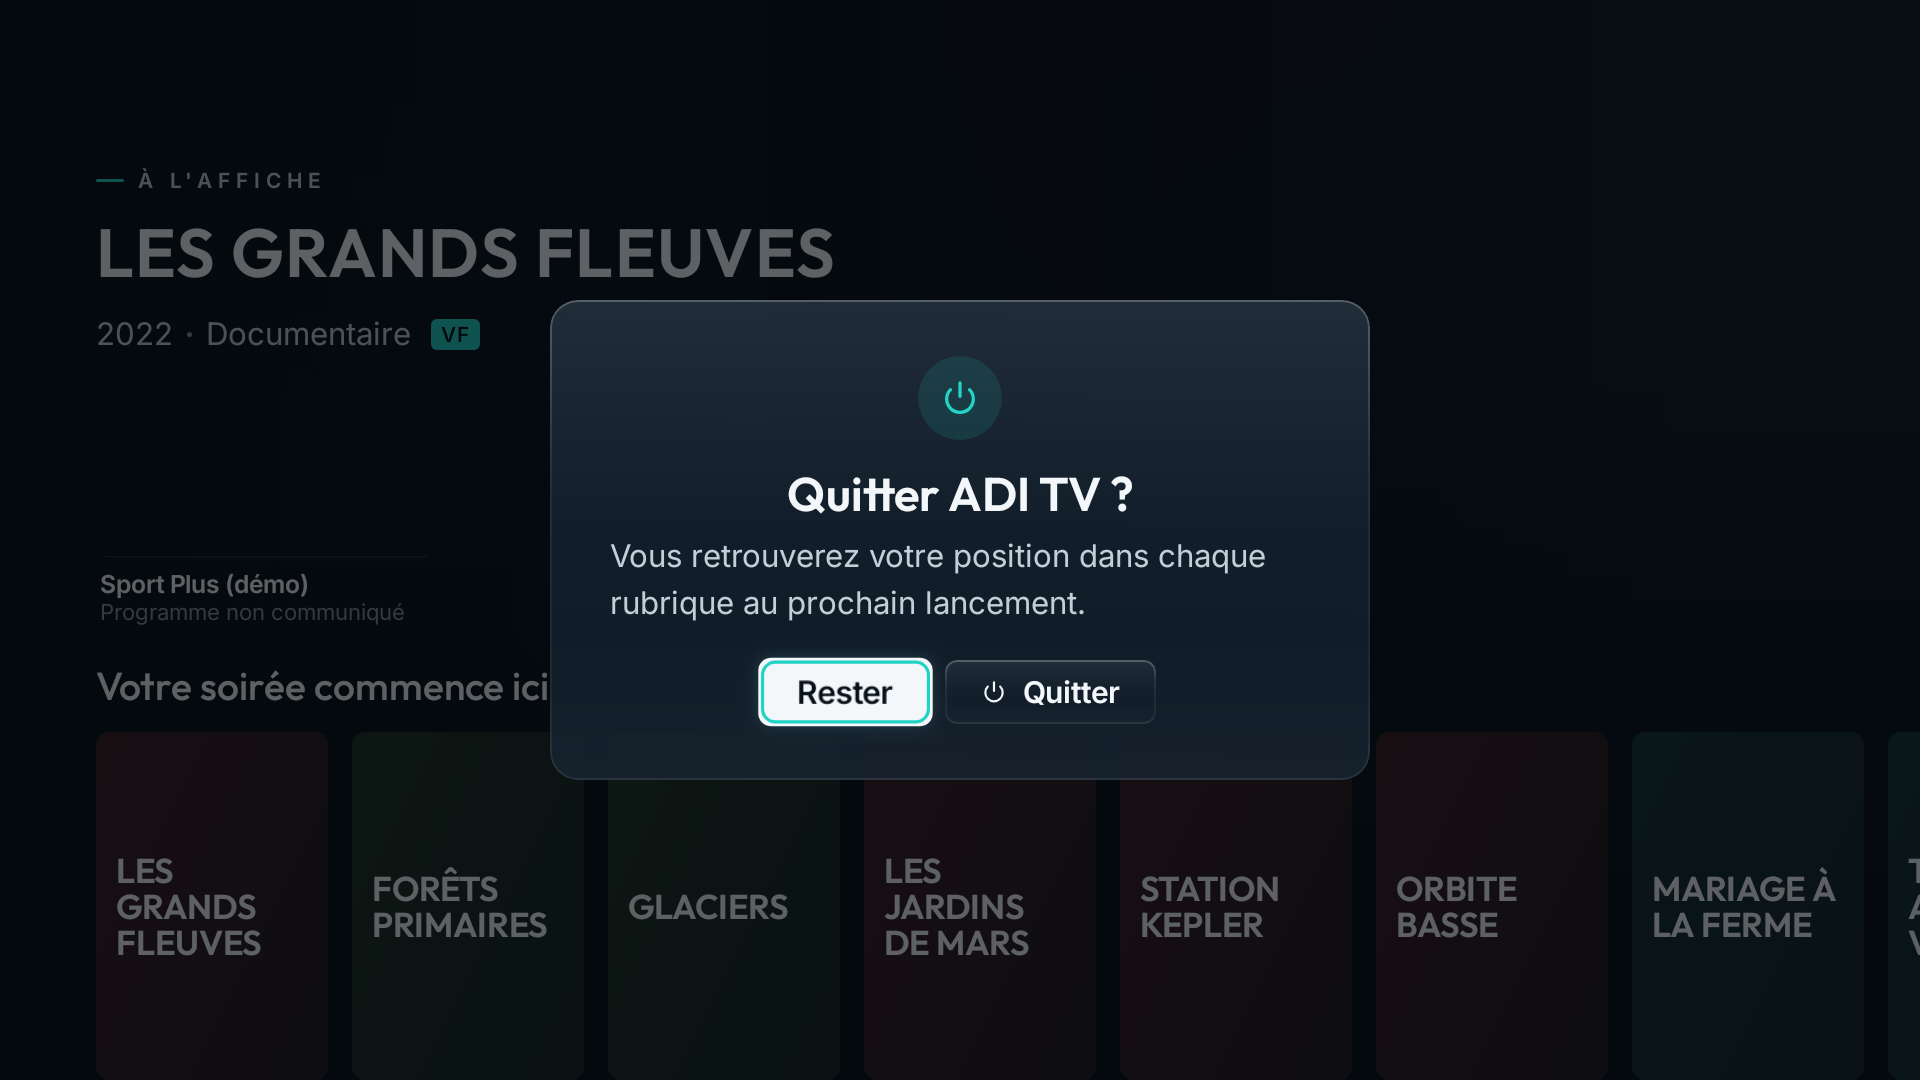 À L'AFFICHE
LES GRANDS FLEUVES
2022 · Documentaire VF
Quitter ADI TV ?
Vous retrouverez votre position dans chaque
rubrique au prochain lancement.
Rester
Quitter
Sport Plus (démo)
Programme non communiqué
Votre soirée commence ici
LES
GRANDS
FLEUVES
FORÊTS
PRIMAIRES
GLACIERS
LES
JARDINS
DE MARS
STATION
KEPLER
ORBITE
BASSE
MARIAGE À
LA FERME